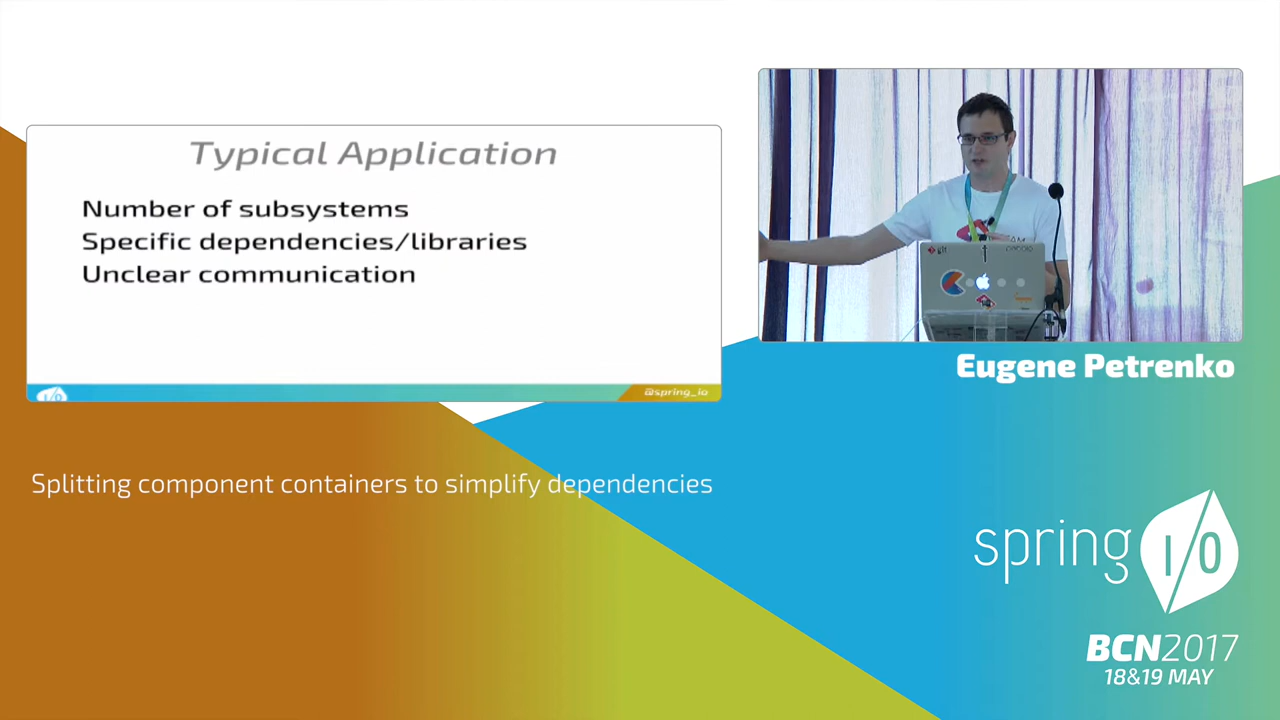 Typical Application
Number of subsystems
Specific dependencies/libraries
Unclear communication
I/O
@spring_io
git
Eugene Petrenko
Splitting component containers to simplify dependencies
spring I/O
BCN2017
18&19 MAY